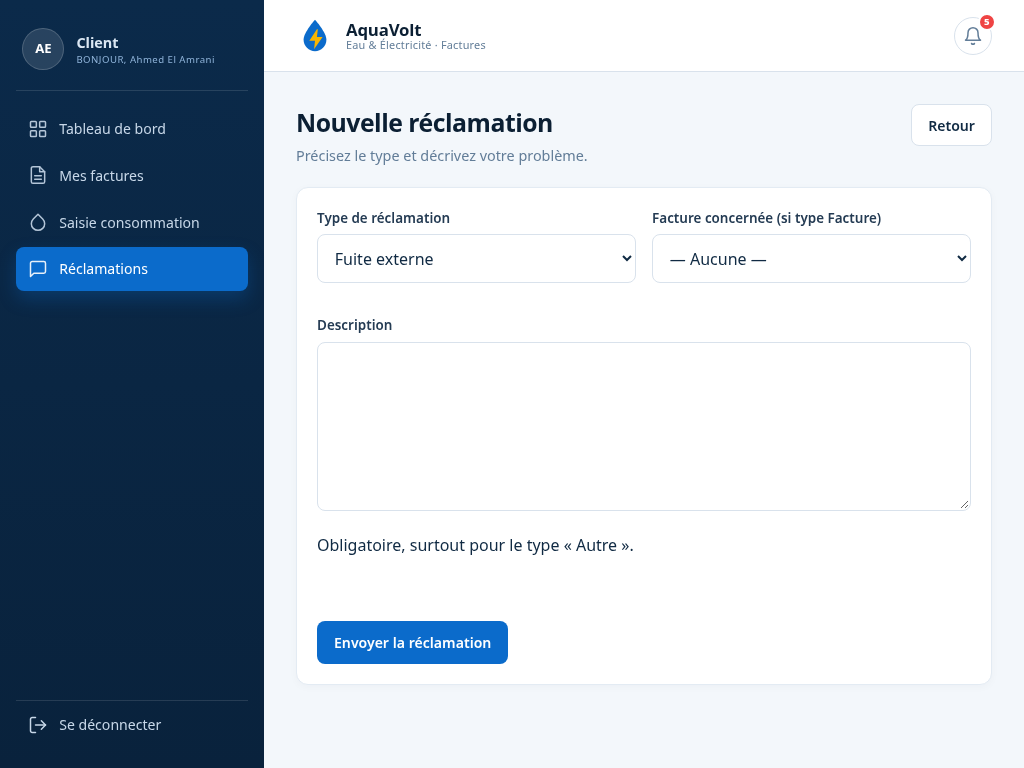 AE
Client
BONJOUR, Ahmed El Amrani
Tableau de bord
Mes factures
Saisie consommation
Réclamations
Se déconnecter
AquaVolt
Eau & Électricité · Factures
5
Nouvelle réclamation
Précisez le type et décrivez votre problème.
Retour
Type de réclamation
Facture concernée (si type Facture)
Fuite externe
— Aucune —
Description
Obligatoire, surtout pour le type « Autre ».
Envoyer la réclamation